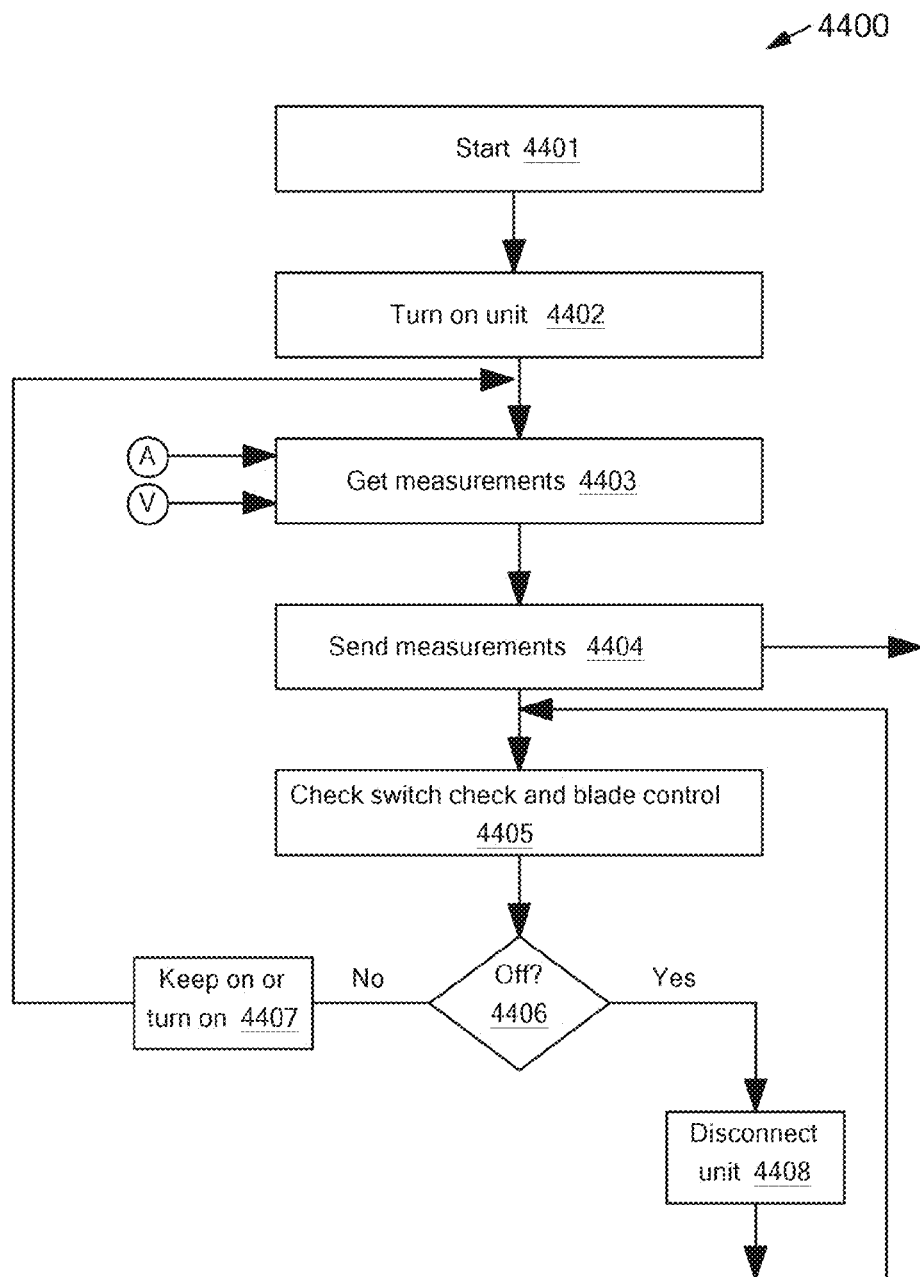 4400
Start 4401
Turn on unit 4402
A
Get measurements 4403
V
Send measurements 4404
Check switch check and blade control
4405
Keep on or
turn on 4407
No
Off?
4406
Yes
Disconnect
unit 4408